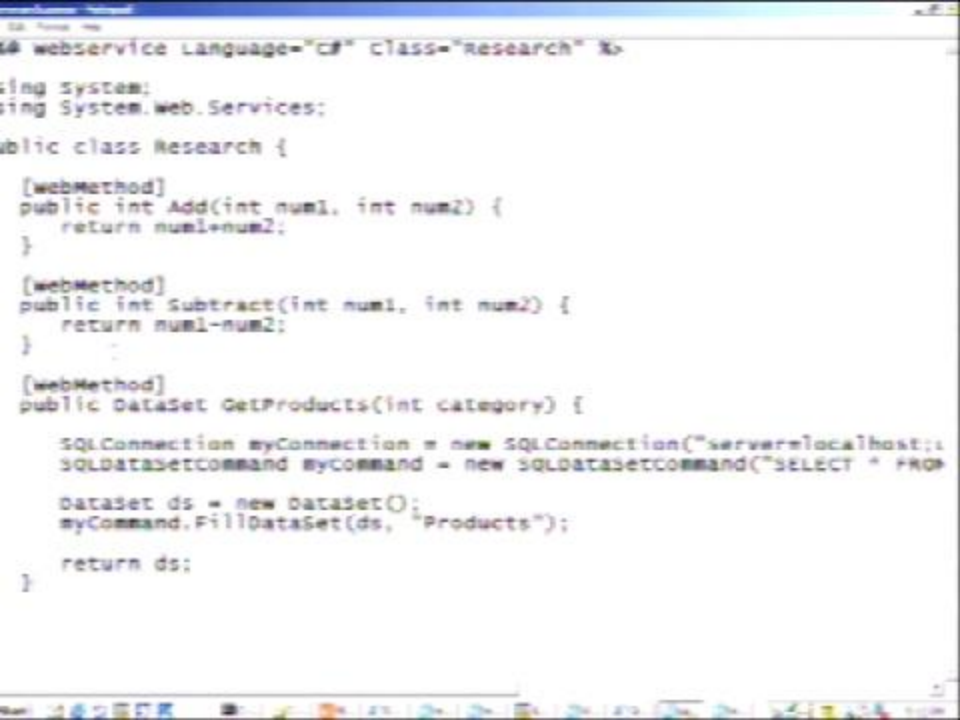 Webservice Language="C#" Class="Research" %>
System;
System.Web.Services;
class Research {
[WebMethod]
public int Add(int num1, int num2) {
return num1+num2;
}
[WebMethod]
public int Subtract(int num1, int num2) {
return num1-num2;
}
[WebMethod]
public DataSet GetProducts(int category) {
SQLConnection myConnection = new SQLConnection("server=localhost;
SQLDataSetCommand myCommand = new SQLDataSetCommand("SELECT * FROM
DataSet ds = new DataSet();
myCommand.FillDataSet(ds, "Products");
return ds;
}